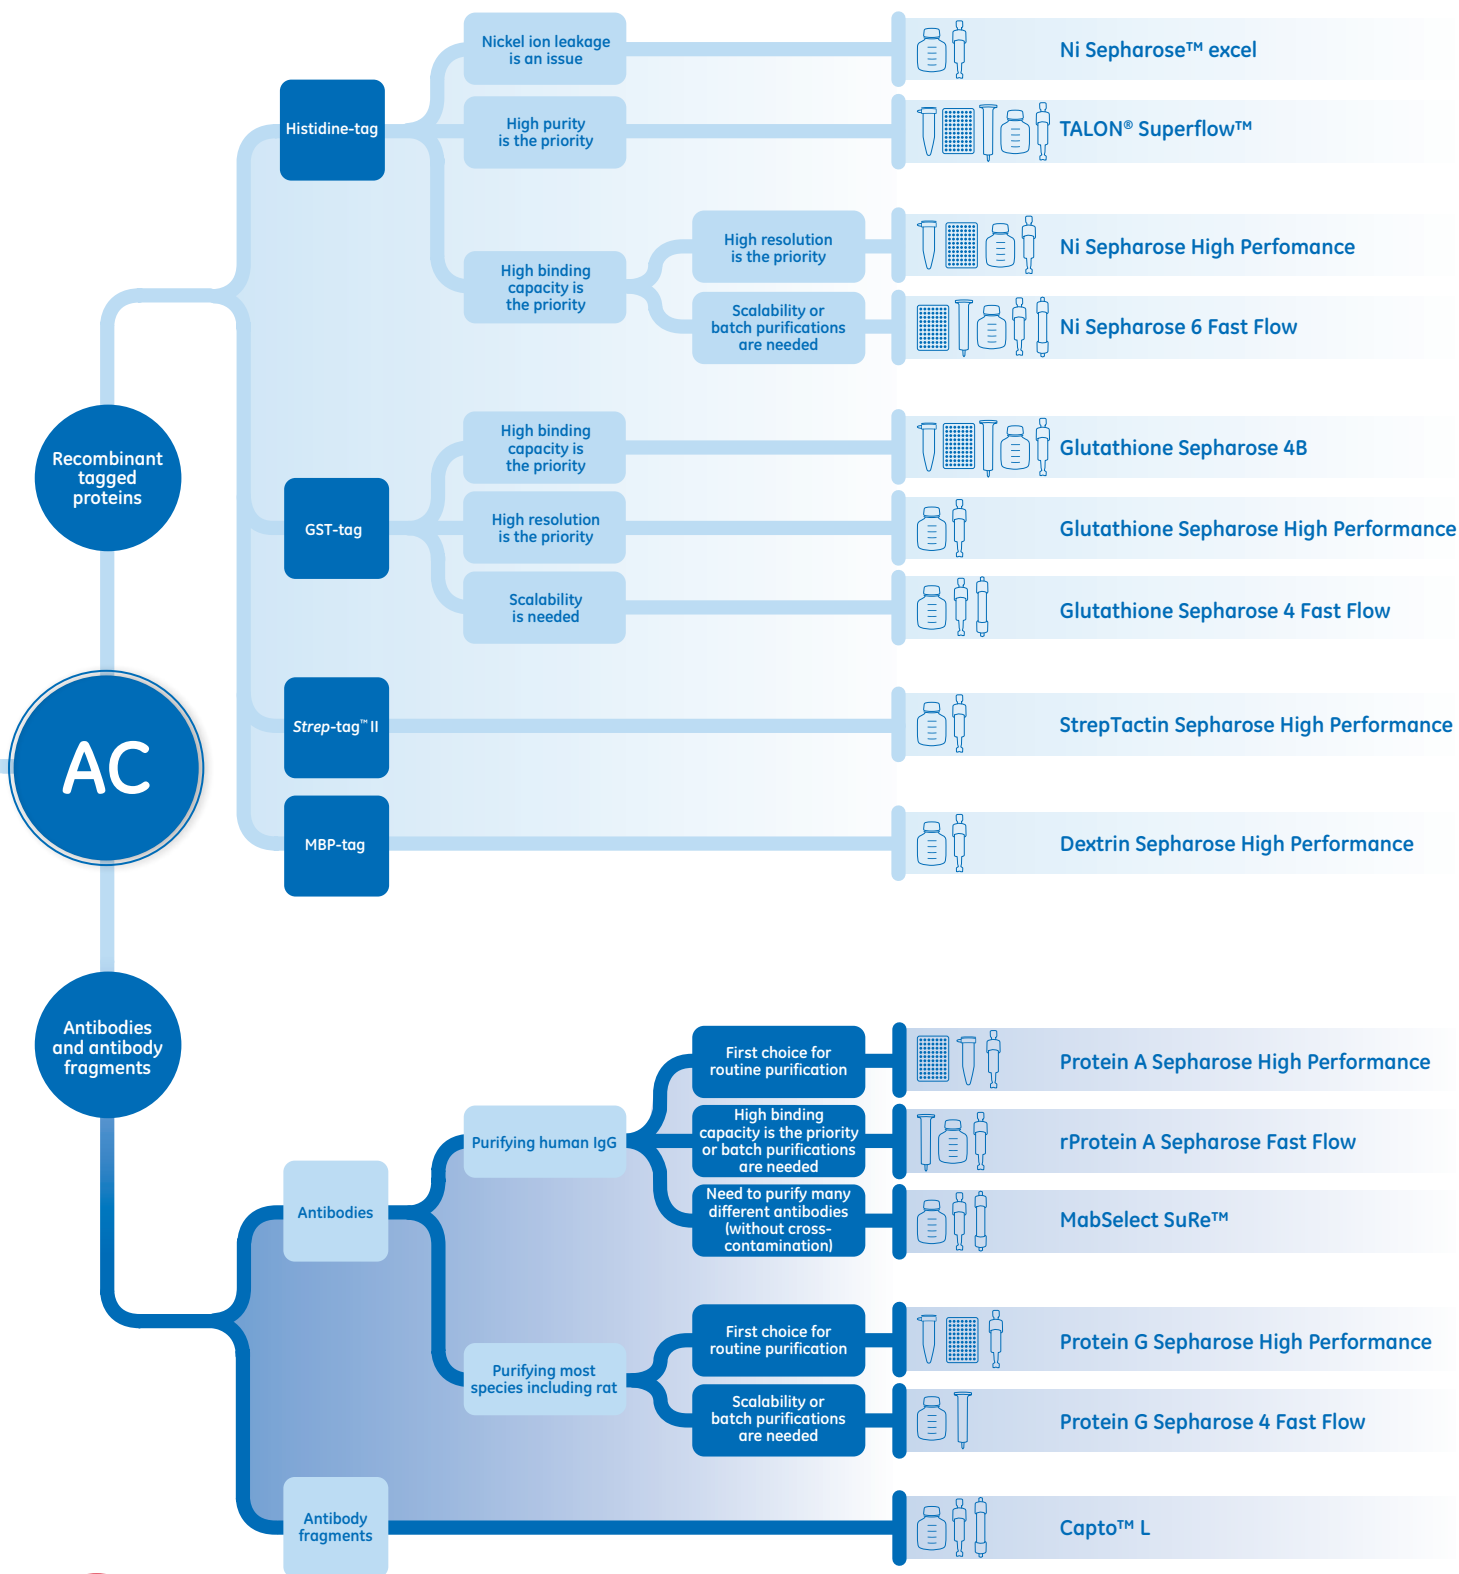 Nickel ion leakage
is an issue
Ni Sepharose™ excel
Histidine-tag
High purity
is the priority
TALON® Superflow™
High binding
capacity is
the priority
High resolution
is the priority
Ni Sepharose High Perfomance
Scalability or
batch purifications
are needed
Ni Sepharose 6 Fast Flow
Recombinant
tagged
proteins
GST-tag
High binding
capacity is
the priority
Glutathione Sepharose 4B
High resolution
is the priority
Glutathione Sepharose High Performance
Scalability
is needed
Glutathione Sepharose 4 Fast Flow
Strep-tag™ II
StrepTactin Sepharose High Performance
AC
MBP-tag
Dextrin Sepharose High Performance
Antibodies
and antibody
fragments
Antibodies
Purifying human IgG
First choice for
routine purification
Protein A Sepharose High Performance
High binding
capacity is the priority
or batch purifications
are needed
rProtein A Sepharose Fast Flow
Need to purify many
different antibodies
(without cross-
contamination)
MabSelect SuRe™
Purifying most
species including rat
First choice for
routine purification
Protein G Sepharose High Performance
Scalability or
batch purifications
are needed
Protein G Sepharose 4 Fast Flow
Antibody
fragments
Capto™ L